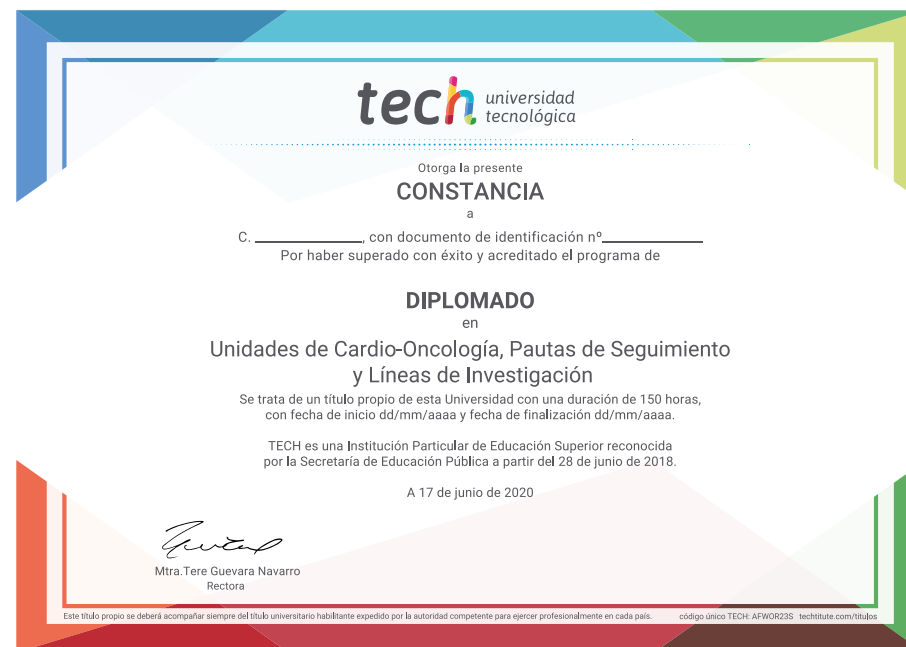 tech universidad
tecnológica
Otorga la presente
CONSTANCIA
a
C. ____________, con documento de identificación nº____________
Por haber superado con éxito y acreditado el programa de
DIPLOMADO
en
Unidades de Cardio-Oncología, Pautas de Seguimiento
y Líneas de Investigación
Se trata de un título propio de esta Universidad con una duración de 150 horas,
con fecha de inicio dd/mm/aaaa y fecha de finalización dd/mm/aaaa.
TECH es una Institución Particular de Educación Superior reconocida
por la Secretaría de Educación Pública a partir del 28 de junio de 2018.
A 17 de junio de 2020
Mtra.Tere Guevara Navarro
Rectora
Este título propio se deberá acompañar siempre del título universitario habilitante expedido por la autoridad competente para ejercer profesionalmente en cada país. código único TECH: AFWOR23S techtitute.com/titulos